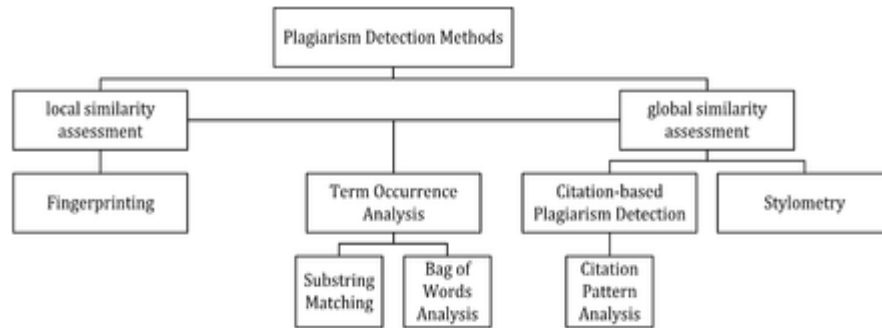 Plagiarism Detection Methods
local similarity
assessment
global similarity
assessment
Fingerprinting
Term Occurrence
Analysis
Citation-based
Plagiarism Detection
Stylometry
Substring
Matching
Bag of
Words
Analysis
Citation
Pattern
Analysis